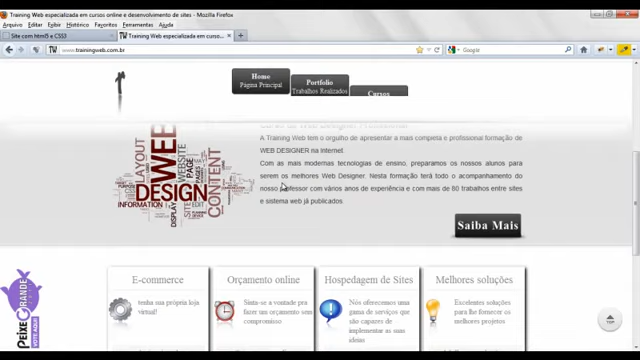 Training Web especializada em cursos online e desenvolvimento de sites - Mozilla Firefox
Arquivo Editar Exibir Histórico Favoritos Ferramentas Ajuda
Site com html5 e CSS3
Training Web especializada em curso...
www.trainingweb.com.br
Google
Home
Página Principal
Portfolio
Trabalhos Realizados
Cursos
A Training Web tem o orgulho de apresentar a mais completa e profissional formação de
WEB DESIGNER na Internet.
Com as mais modernas tecnologias de ensino, preparamos os nossos alunos para
serem os melhores Web Designer. Nesta formação terá todo o acompanhamento do
nosso professor com vários anos de experiência e com mais de 80 trabalhos entre sites
e sistema web já publicados
Saiba Mais
LAYOUT
WEB
WEBSITE
PAGE
CONTENT
DESIGN
INFORMATION
DISPLAY
E-commerce
tenha sua própria loja
virtual!
Orçamento online
Sinta-se a vontade pra
fazer um orçamento sem
compromisso
Hospedagem de Sites
Nós oferecemos uma
gama de serviços que
são capazes de
implementar as suas
ideias
Melhores soluções
Excelentes soluções
para lhe fornecer os
melhores projetos
PEIXE GRANDE
VOTE AQUI!
TOP